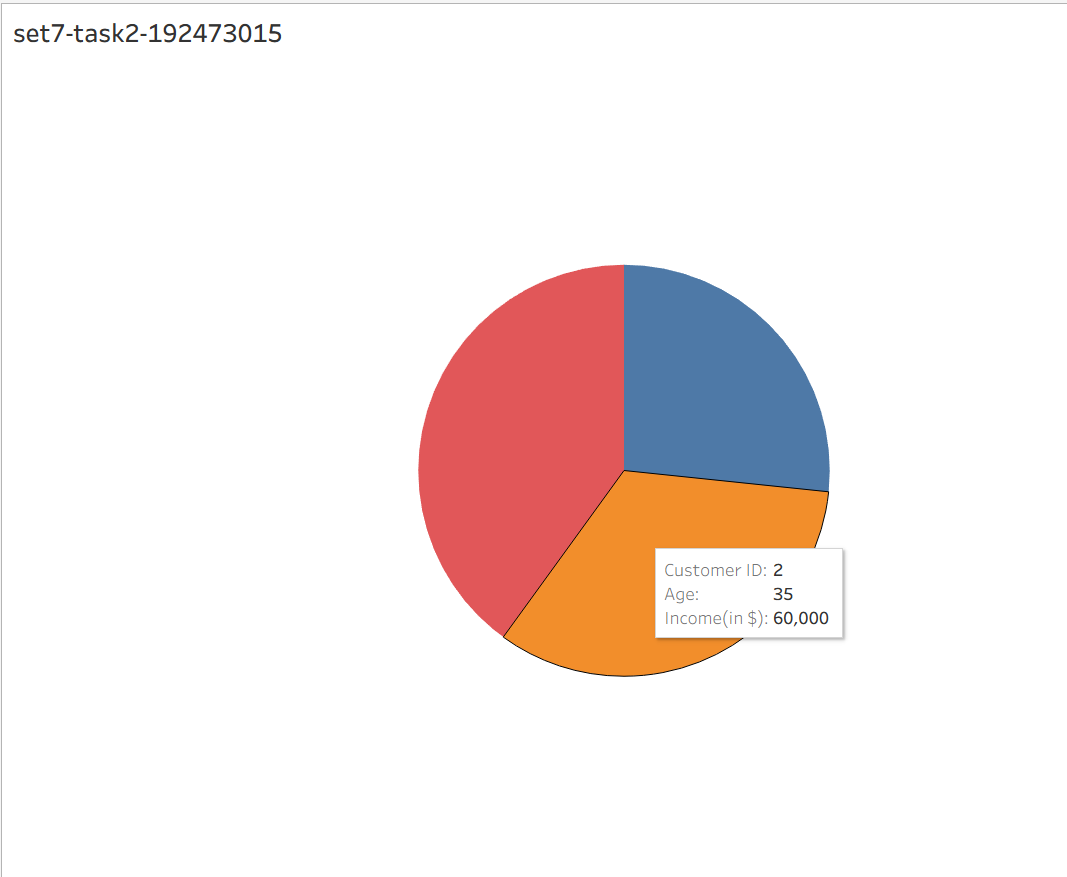 set7-task2-192473015
Customer ID: 2
Age: 35
Income(in $): 60,000